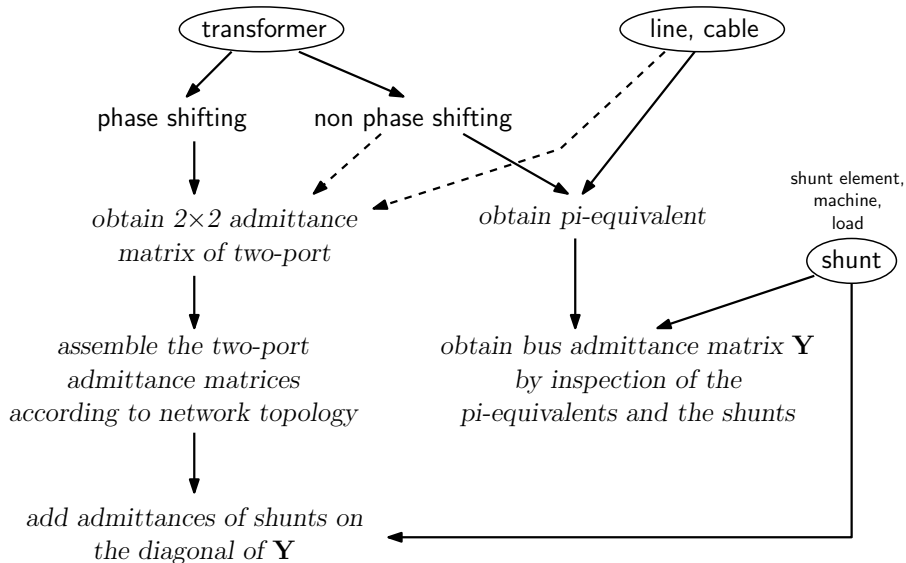 transformer
line, cable
phase shifting
non phase shifting
shunt element,
machine,
load
obtain 2×2 admittance
matrix of two-port
obtain pi-equivalent
shunt
assemble the two-port
admittance matrices
according to network topology
obtain bus admittance matrix Y
by inspection of the
pi-equivalents and the shunts
add admittances of shunts on
the diagonal of Y